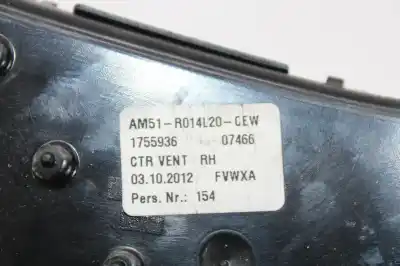 AM51-R014L20-CEW
1755936 07466
CTR VENT RH
03.10.2012 FVWXA
Pers. Nr.: 154